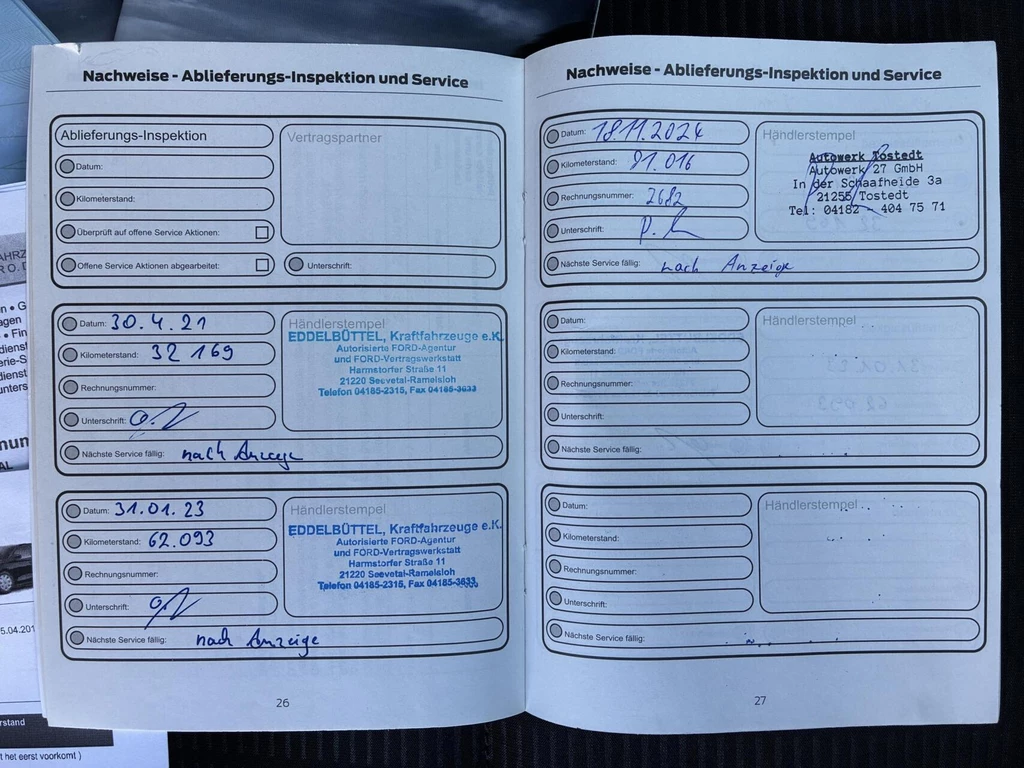 Nachweise - Ablieferungs-Inspektion und Service
Ablieferungs-Inspektion
Vertragspartner
Datum:
Kilometerstand:
Überprüft auf offene Service Aktionen:
Offene Service Aktionen abgearbeitet:
Unterschrift:
Datum: 30.4.21
Kilometerstand: 32 169
Rechnungsnummer:
Unterschrift:
Nächste Service fällig: nach Anzeige
Händlerstempel
EDDELBÜTTEL, Kraftfahrzeuge e.K.
Autorisierte FORD-Agentur
und FORD-Vertragswerkstatt
Harmstorfer Straße 11
21220 Seevetal-Ramelsloh
Telefon 04185-2315, Fax 04185-3633
Datum: 31.01.23
Kilometerstand: 62.093
Rechnungsnummer:
Unterschrift:
Nächste Service fällig: nach Anzeige
Händlerstempel
EDDELBÜTTEL, Kraftfahrzeuge e.K.
Autorisierte FORD-Agentur
und FORD-Vertragswerkstatt
Harmstorfer Straße 11
21220 Seevetal-Ramelsloh
Telefon 04185-2315, Fax 04185-3633
26
Nachweise - Ablieferungs-Inspektion und Service
Datum: 18.11.2024
Kilometerstand: 91.016
Rechnungsnummer: 2682
Unterschrift:
Nächste Service fällig: nach Anzeige
Händlerstempel
Autowerk Tostedt
Autowerk 27 GmbH
In der Schaafheide 3a
21255 Tostedt
Tel: 04182 - 404 75 71
Datum:
Kilometerstand:
Rechnungsnummer:
Unterschrift:
Nächste Service fällig:
Händlerstempel
Datum:
Kilometerstand:
Rechnungsnummer:
Unterschrift:
Nächste Service fällig:
Händlerstempel
27
t het eerst voorkomt )